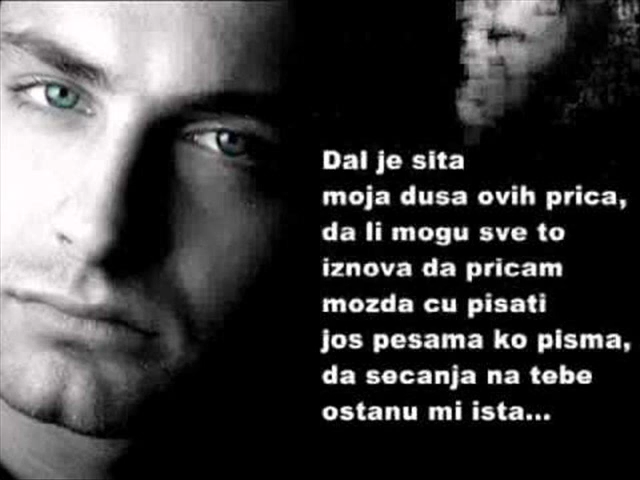 Dal je sita
moja dusa ovih prica,
da li mogu sve to
iznova da pricam
mozda cu pisati
jos pesama ko pisma,
da secanja na tebe
ostanu mi ista...